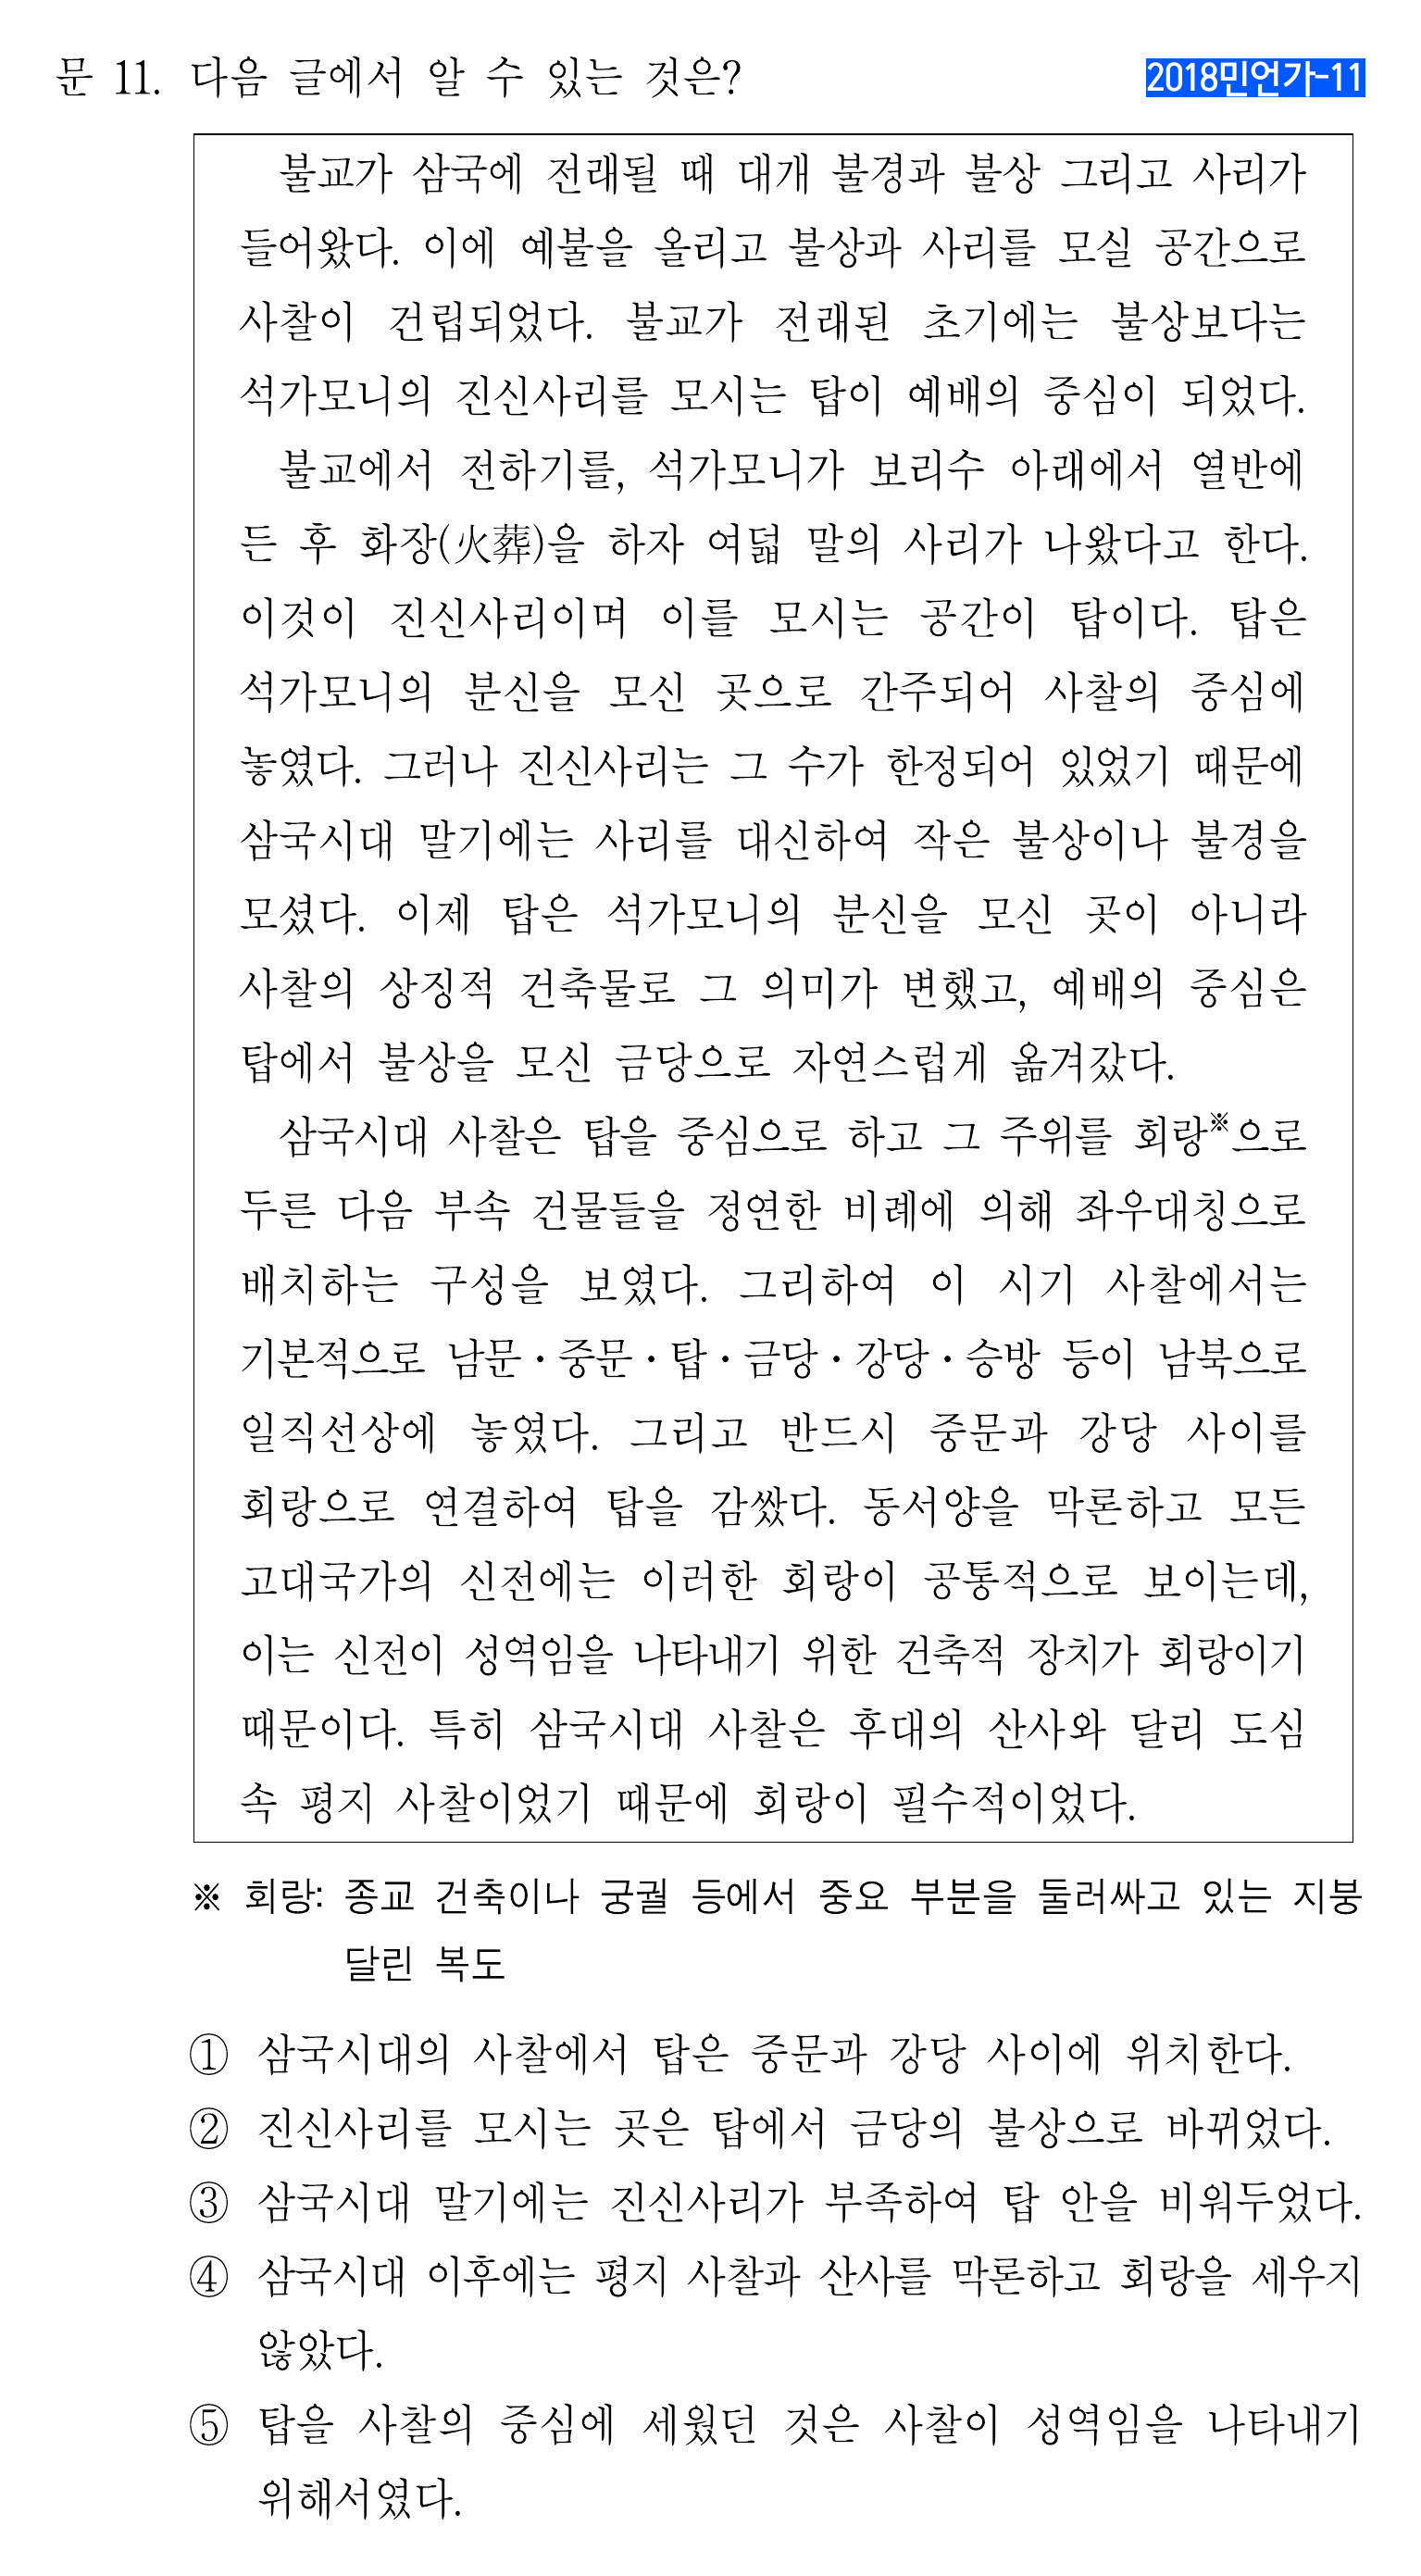 문 11. 다음 글에서 알 수 있는 것은?
2018민언가-11
불교가 삼국에 전래될 때 대개 불경과 불상 그리고 사리가
들어왔다. 이에 예불을 올리고 불상과 사리를 모실 공간으로
사찰이 건립되었다. 불교가 전래된 초기에는 불상보다는
석가모니의 진신사리를 모시는 탑이 예배의 중심이 되었다.
불교에서 전하기를, 석가모니가 보리수 아래에서 열반에
든 후 화장(火葬)을 하자 여덟 말의 사리가 나왔다고 한다.
이것이 진신사리이며 이를 모시는 공간이 탑이다. 탑은
석가모니의 분신을 모신 곳으로 간주되어 사찰의 중심에
놓였다. 그러나 진신사리는 그 수가 한정되어 있었기 때문에
삼국시대 말기에는 사리를 대신하여 작은 불상이나 불경을
모셨다. 이제 탑은 석가모니의 분신을 모신 곳이 아니라
사찰의 상징적 건축물로 그 의미가 변했고, 예배의 중심은
탑에서 불상을 모신 금당으로 자연스럽게 옮겨갔다.
삼국시대 사찰은 탑을 중심으로 하고 그 주위를 회랑※으로
두른 다음 부속 건물들을 정연한 비례에 의해 좌우대칭으로
배치하는 구성을 보였다. 그리하여 이 시기 사찰에서는
기본적으로 남문·중문·탑·금당·강당·승방 등이 남북으로
일직선상에 놓였다. 그리고 반드시 중문과 강당 사이를
회랑으로 연결하여 탑을 감쌌다. 동서양을 막론하고 모든
고대국가의 신전에는 이러한 회랑이 공통적으로 보이는데,
이는 신전이 성역임을 나타내기 위한 건축적 장치가 회랑이기
때문이다. 특히 삼국시대 사찰은 후대의 산사와 달리 도심
속 평지 사찰이었기 때문에 회랑이 필수적이었다.
※ 회랑: 종교 건축이나 궁궐 등에서 중요 부분을 둘러싸고 있는 지붕
달린 복도
① 삼국시대의 사찰에서 탑은 중문과 강당 사이에 위치한다.
② 진신사리를 모시는 곳은 탑에서 금당의 불상으로 바뀌었다.
③ 삼국시대 말기에는 진신사리가 부족하여 탑 안을 비워두었다.
④ 삼국시대 이후에는 평지 사찰과 산사를 막론하고 회랑을 세우지
않았다.
⑤ 탑을 사찰의 중심에 세웠던 것은 사찰이 성역임을 나타내기
위해서였다.